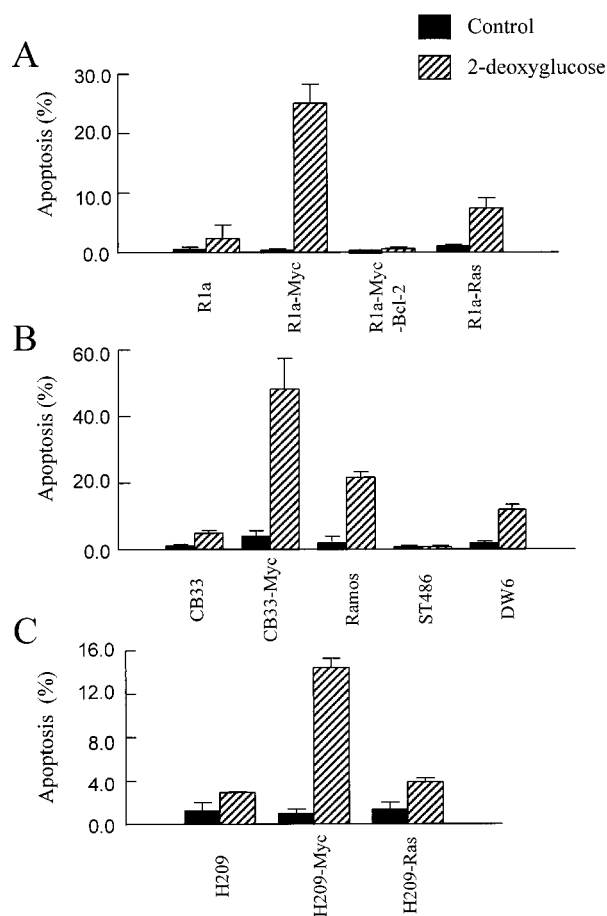 Control
2-deoxyglucose
A
Apoptosis (%)
30.0
20.0
10.0
0.0
R1a
R1a-Myc
R1a-Myc
-Bcl-2
R1a-Ras
B
Apoptosis (%)
60.0
40.0
20.0
0.0
CB33
CB33-Myc
Ramos
ST486
DW6
C
Apoptosis (%)
16.0
12.0
8.0
4.0
0.0
H209
H209-Myc
H209-Ras